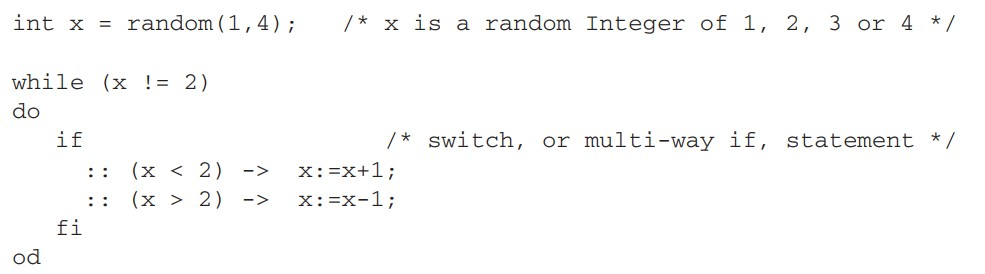 int x = random(1,4);   /* x is a random Integer of 1, 2, 3 or 4 */
while (x != 2)
do
   if                     /* switch, or multi-way if, statement */
     :: (x < 2) ->  x:=x+1;
     :: (x > 2) ->  x:=x-1;
   fi
od